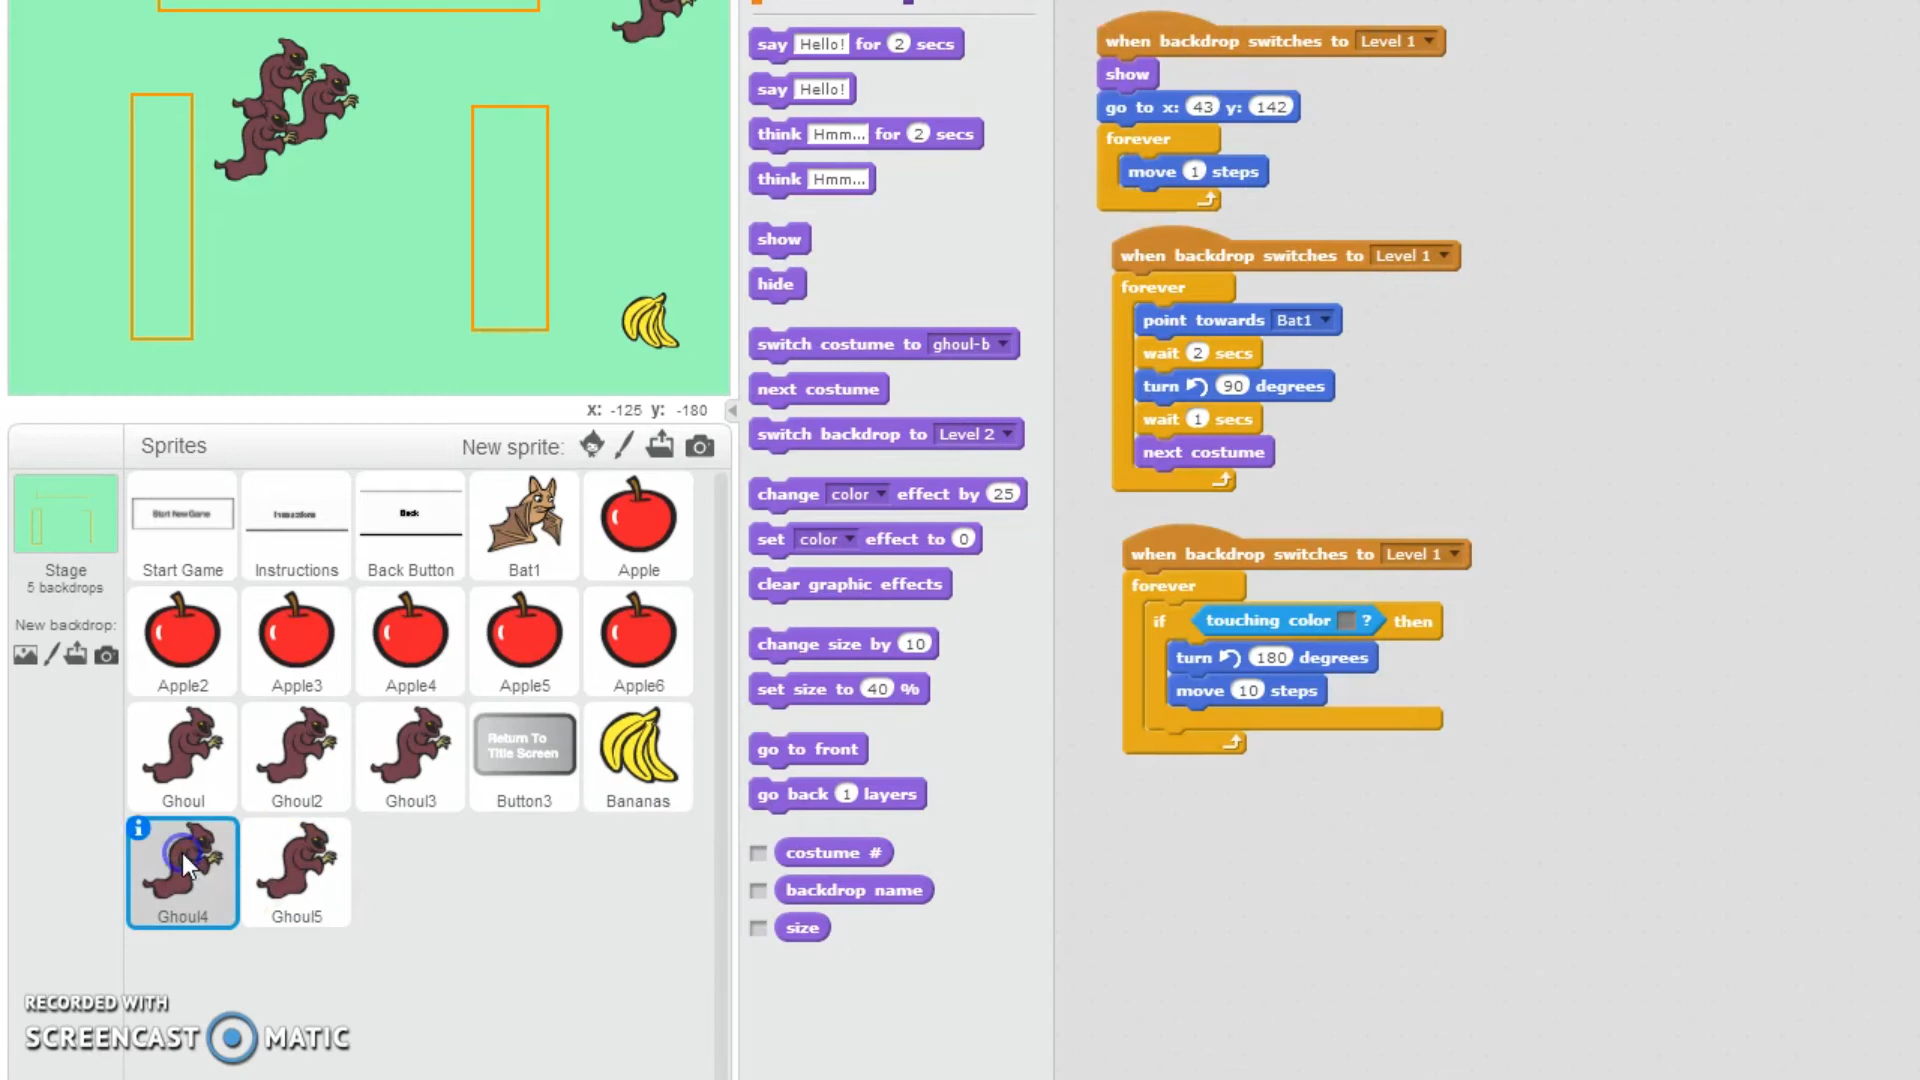 say Hello! for 2 secs
say Hello!
think Hmm... for 2 secs
think Hmm...
show
hide
switch costume to ghoul-b
next costume
switch backdrop to Level 2
change color effect by 25
set color effect to 0
clear graphic effects
change size by 10
set size to 40 %
go to front
go back 1 layers
costume #
backdrop name
size
when backdrop switches to Level 1
show
go to x: 43 y: 142
forever
move 1 steps
when backdrop switches to Level 1
forever
point towards Bat1
wait 2 secs
turn 90 degrees
wait 1 secs
next costume
when backdrop switches to Level 1
forever
if touching color ? then
turn 180 degrees
move 10 steps
x: -125 y: -180
Sprites New sprite:
Stage
5 backdrops
New backdrop:
Start New Game
Instructions
Back
Start Game Instructions Back Button Bat1 Apple
Apple2 Apple3 Apple4 Apple5 Apple6
Return To
Title Screen
Ghoul Ghoul2 Ghoul3 Button3 Bananas
i
Ghoul4 Ghoul5
RECORDED WITH
SCREENCAST MATIC